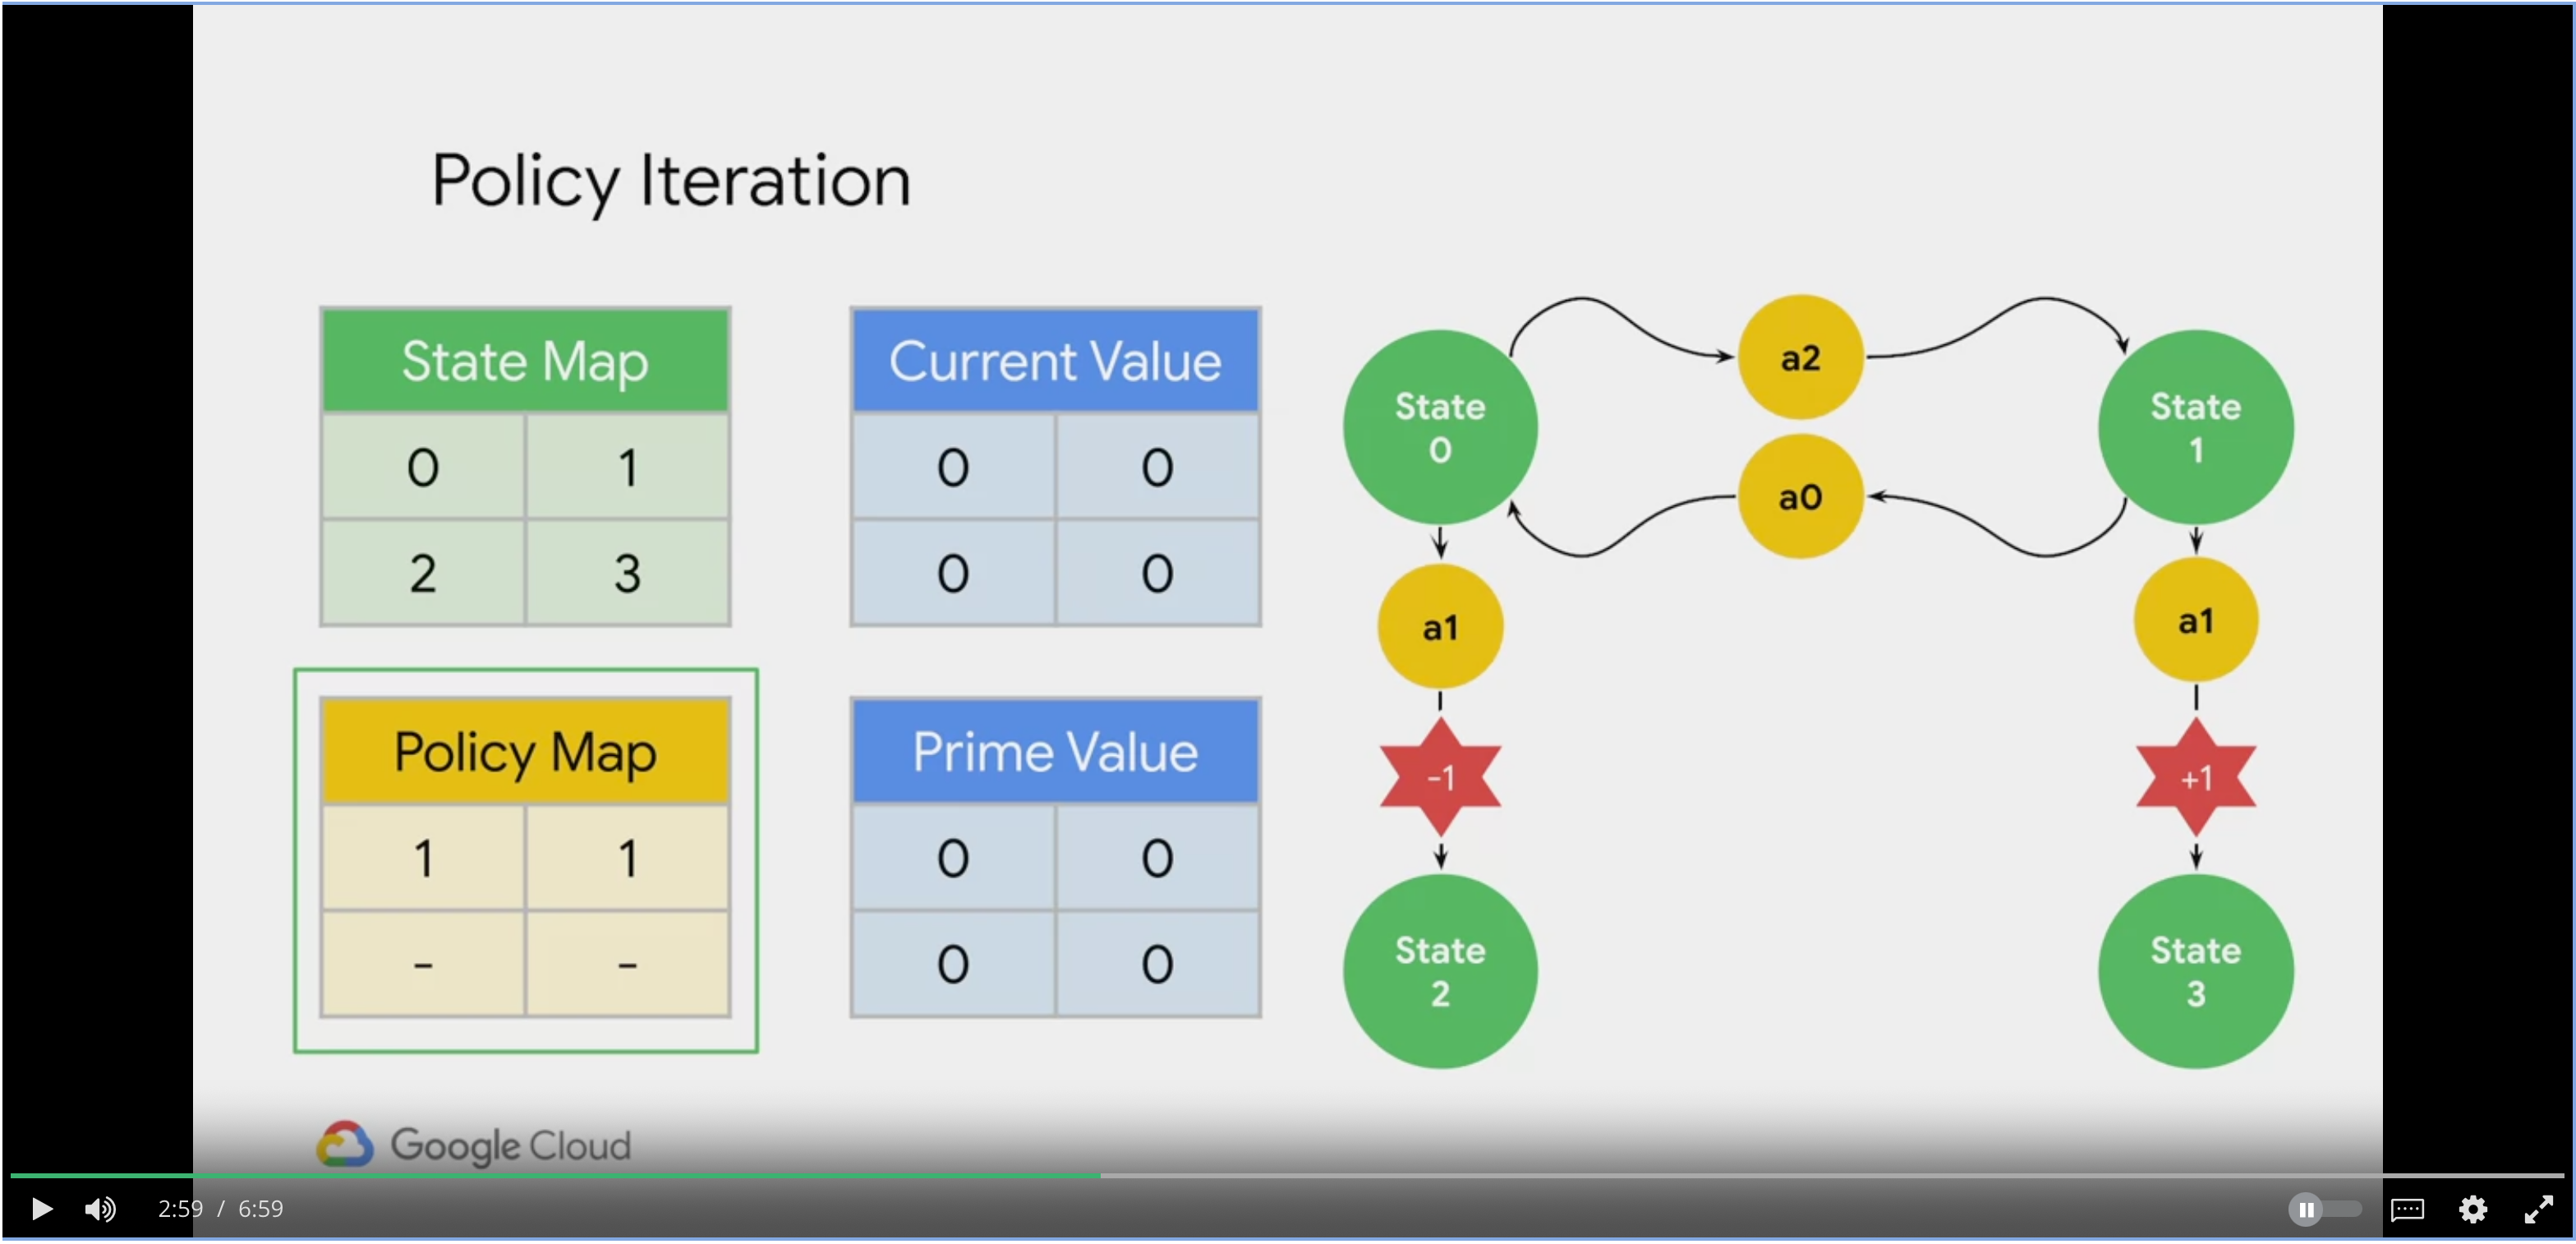 Policy Iteration
State Map
0 1
2 3
Current Value
0 0
0 0
Policy Map
1 1
- -
Prime Value
0 0
0 0
a2
State
0
State
1
a0
a1
a1
-1
+1
State
2
State
3
Google Cloud
2:59 / 6:59